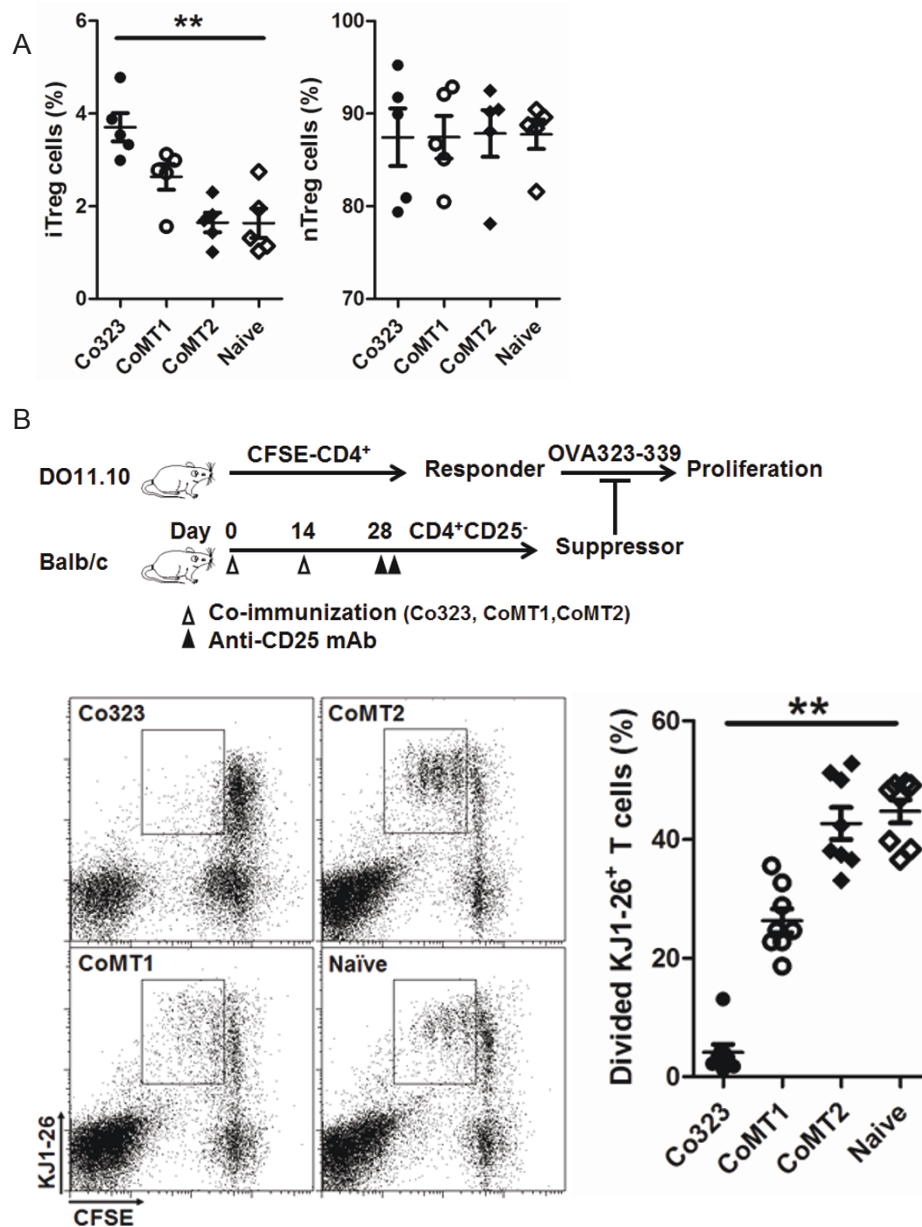 A
iTreg cells (%)
6
4
2
0
**
Co323
CoMT1
CoMT2
Naive
nTreg cells (%)
100
90
80
70
Co323
CoMT1
CoMT2
Naive
B
DO11.10
CFSE-CD4+
Responder
OVA323-339
Proliferation
Balb/c
Day 0 14 28 CD4+CD25-
Suppressor
Co-immunization (Co323, CoMT1,CoMT2)
Anti-CD25 mAb
Co323
CoMT2
CoMT1
Naïve
KJ1-26
CFSE
Divided KJ1-26+ T cells (%)
60
40
20
0
**
Co323
CoMT1
CoMT2
Naive